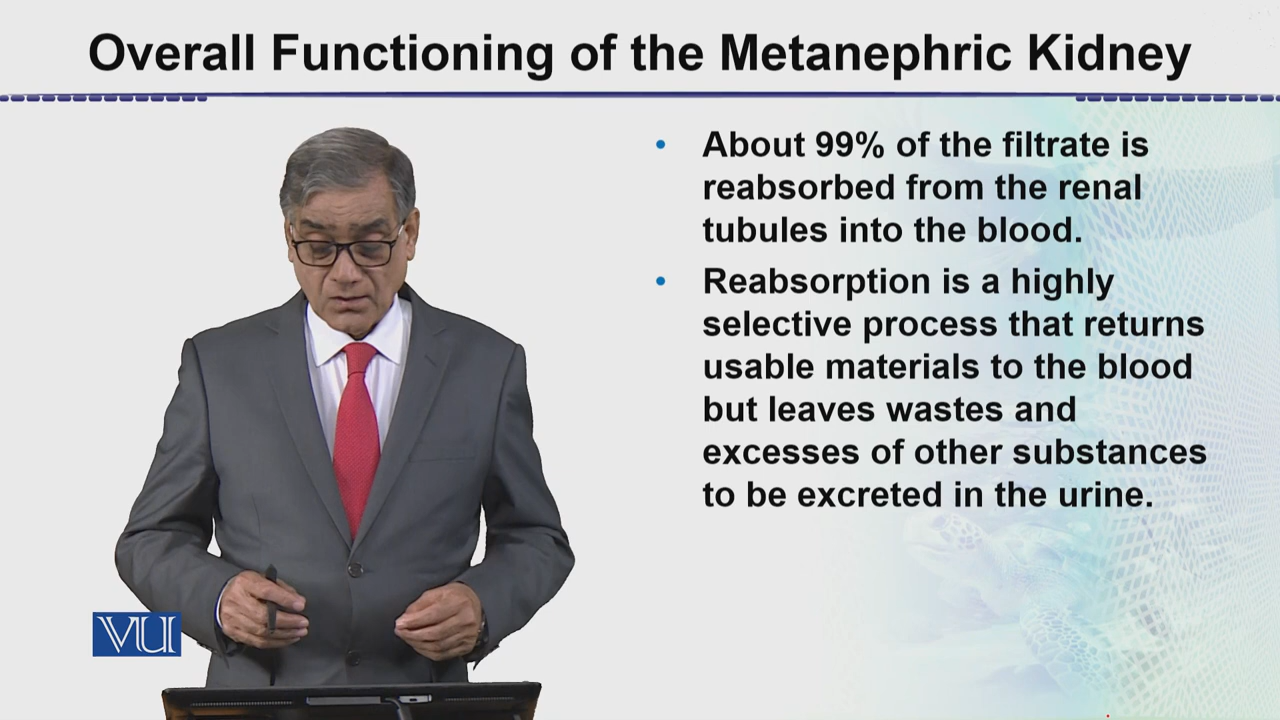 Overall Functioning of the Metanephric Kidney
• About 99% of the filtrate is
reabsorbed from the renal
tubules into the blood.
• Reabsorption is a highly
selective process that returns
usable materials to the blood
but leaves wastes and
excesses of other substances
to be excreted in the urine.
VU